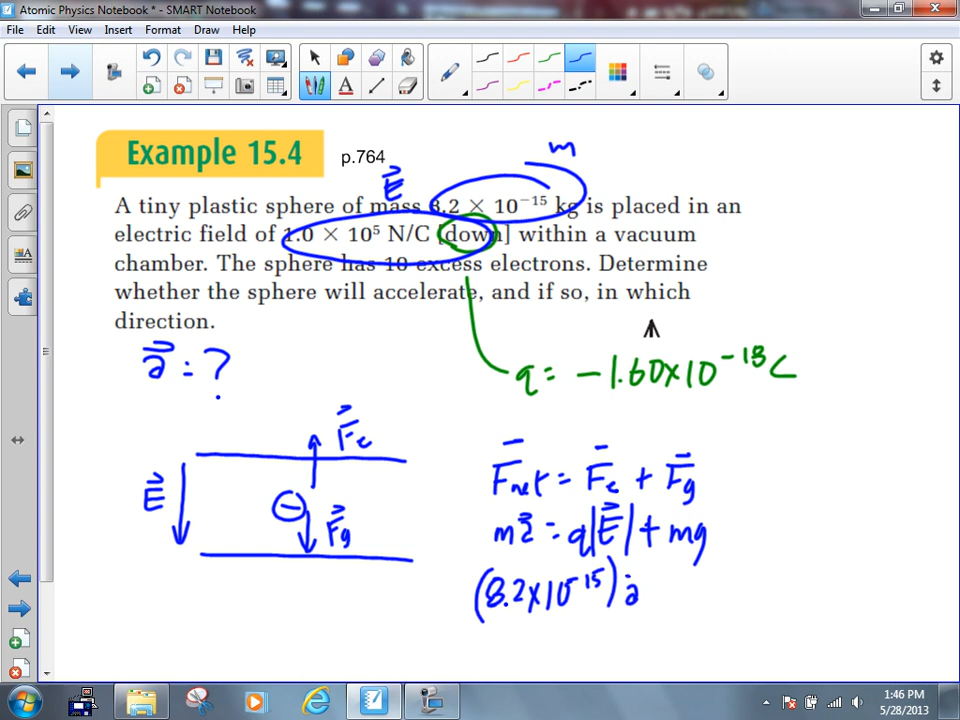 Atomic Physics Notebook * - SMART Notebook
File Edit View Insert Format Draw Help
Example 15.4
p.764
m
E
A tiny plastic sphere of mass 8.2 × 10⁻¹⁵ kg is placed in an
electric field of 1.0 × 10⁵ N/C [down] within a vacuum
chamber. The sphere has 10 excess electrons. Determine
whether the sphere will accelerate, and if so, in which
direction.
a = ?
q = -1.60×10⁻¹⁸ C
Fe
E
Fg
Fnet = Fe + Fg
ma = q|E| + mg
(8.2×10⁻¹⁵) a
1:46 PM
5/28/2013